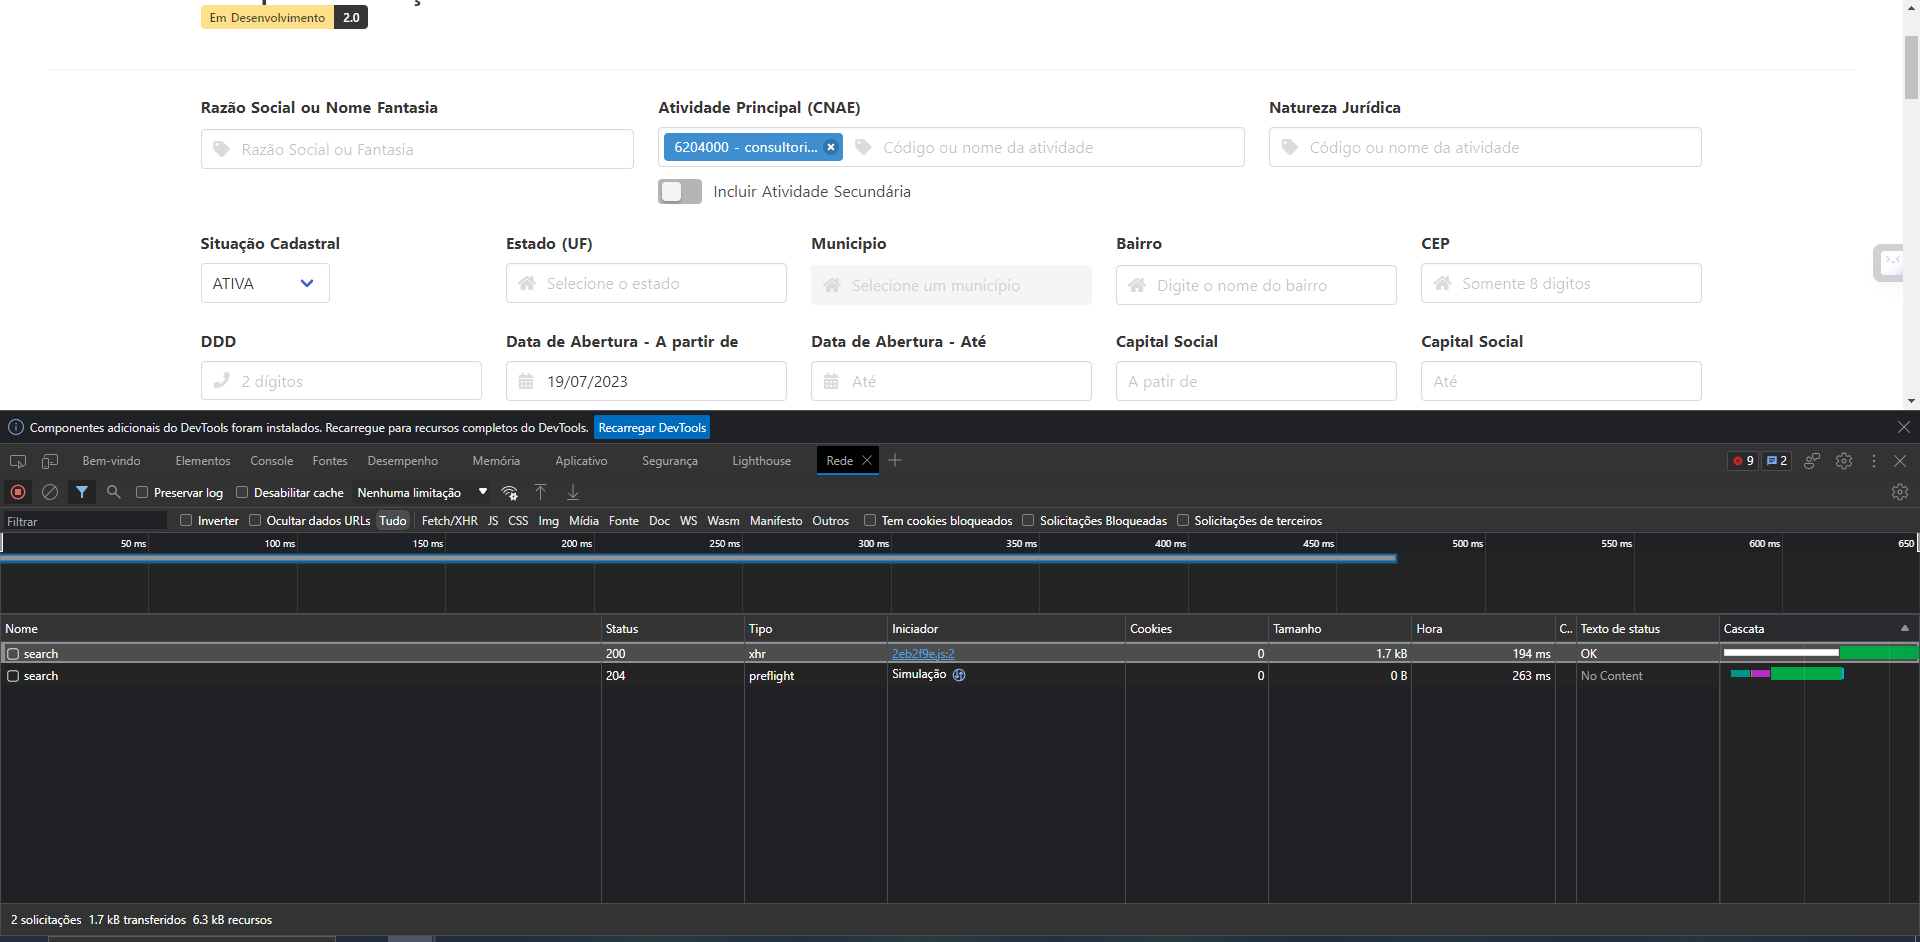 Em Desenvolvimento 2.0
Razão Social ou Nome Fantasia
Atividade Principal (CNAE)
Natureza Jurídica
Razão Social ou Fantasia
6204000 - consultori...
Código ou nome da atividade
Código ou nome da atividade
Incluir Atividade Secundária
Situação Cadastral
Estado (UF)
Municipio
Bairro
CEP
ATIVA
Selecione o estado
Selecione um município
Digite o nome do bairro
Somente 8 digitos
DDD
Data de Abertura - A partir de
Data de Abertura - Até
Capital Social
Capital Social
2 dígitos
19/07/2023
Até
A patir de
Até
Componentes adicionais do DevTools foram instalados. Recarregue para recursos completos do DevTools. Recarregar DevTools
Bem-vindo Elementos Console Fontes Desempenho Memória Aplicativo Segurança Lighthouse Rede 9 2
Preservar log Desabilitar cache Nenhuma limitação
Filtrar Inverter Ocultar dados URLs Tudo Fetch/XHR JS CSS Img Mídia Fonte Doc WS Wasm Manifesto Outros Tem cookies bloqueados Solicitações Bloqueadas Solicitações de terceiros
50 ms 100 ms 150 ms 200 ms 250 ms 300 ms 350 ms 400 ms 450 ms 500 ms 550 ms 600 ms 650
Nome Status Tipo Iniciador Cookies Tamanho Hora C.. Texto de status Cascata
search 200 xhr 2eb2f9e.js:2 0 1.7 kB 194 ms OK
search 204 preflight Simulação 0 0 B 263 ms No Content
2 solicitações 1.7 kB transferidos 6.3 kB recursos